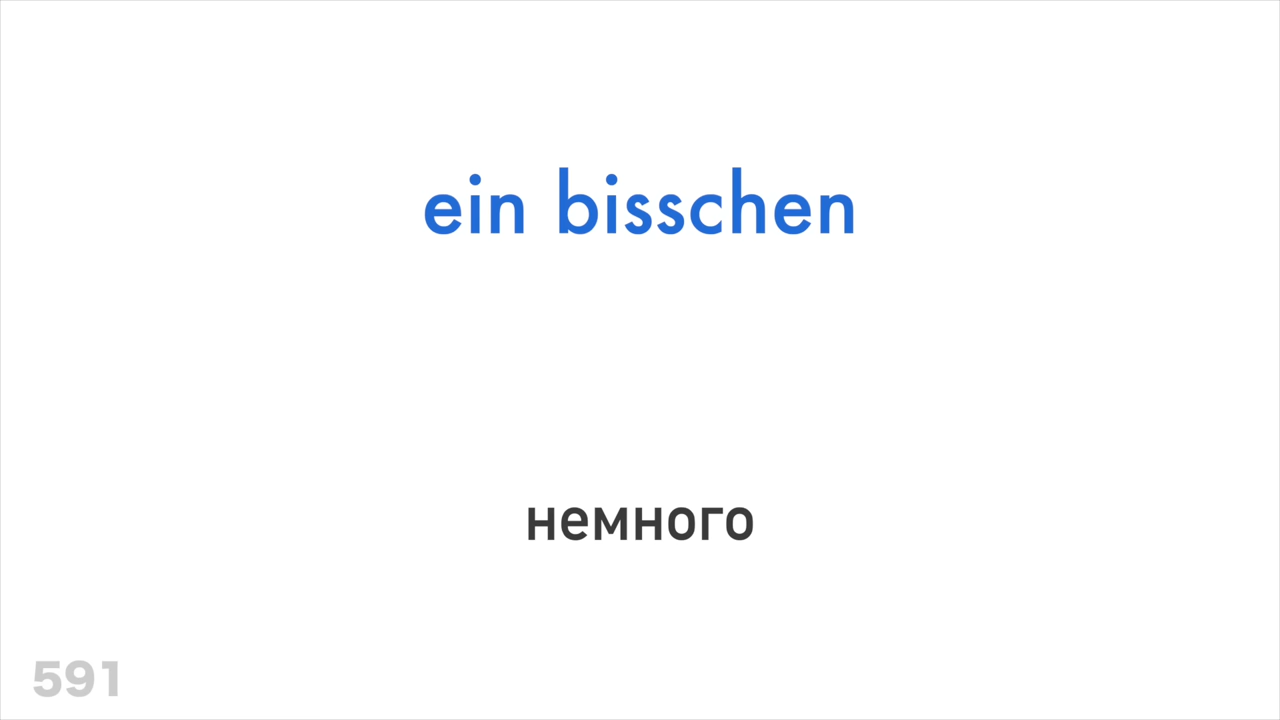 ein bisschen
немного
591